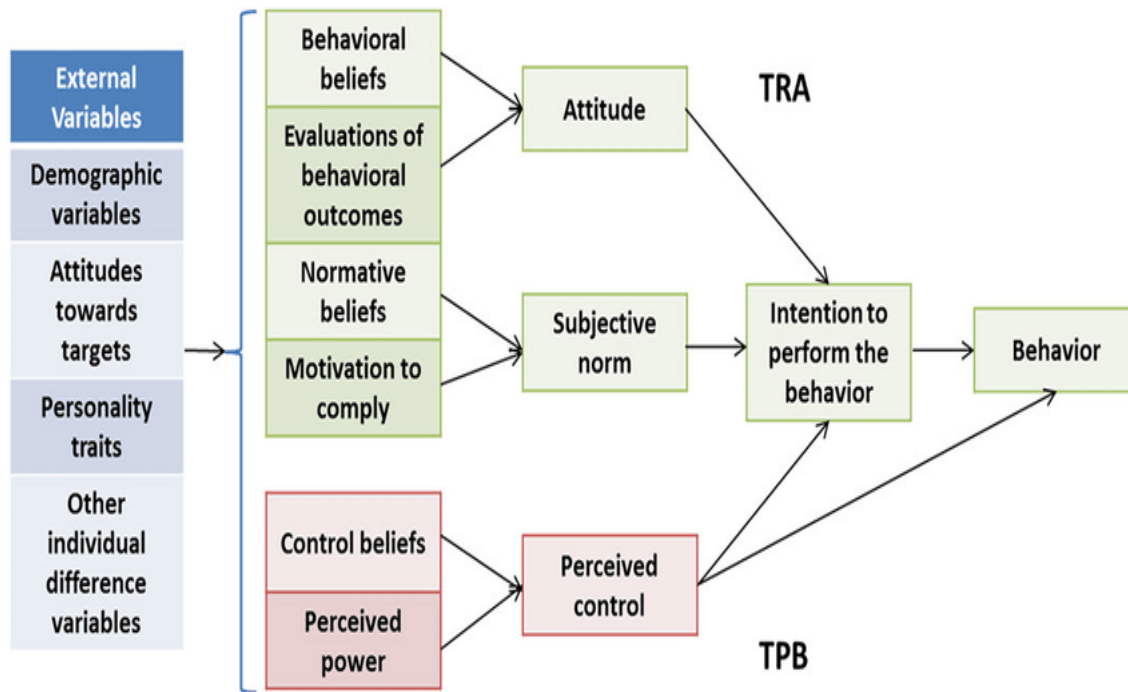 External
Variables
Demographic
variables
Attitudes
towards
targets
Personality
traits
Other
individual
difference
variables
Behavioral
beliefs
Evaluations of
behavioral
outcomes
Normative
beliefs
Motivation to
comply
Control beliefs
Perceived
power
Attitude
Subjective
norm
Perceived
control
TRA
Intention to
perform the
behavior
Behavior
TPB